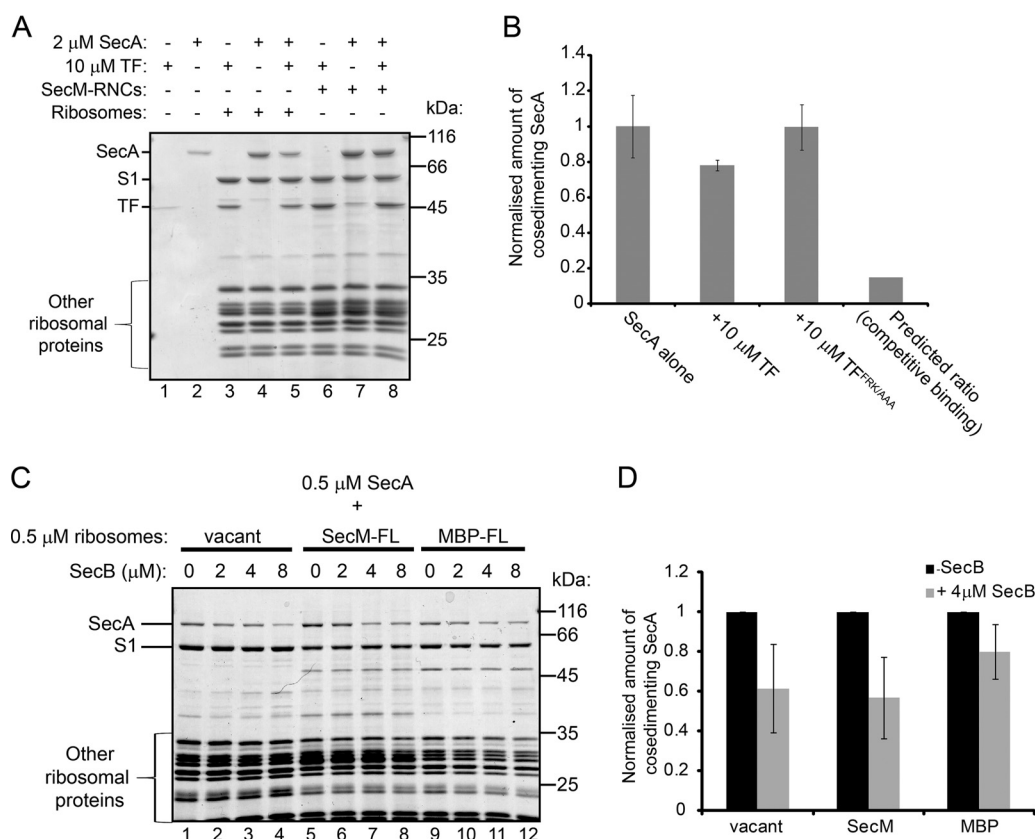 A
2 μM SecA: - + - + + - + +
10 μM TF: + - + - + + - +
SecM-RNCs: - - - - - + + +
Ribosomes: - - + + + - - -
kDa:
116
SecA
66
S1
TF
45
35
Other
ribosomal
proteins
25
1 2 3 4 5 6 7 8
B
Normalised amount of
cosedimenting SecA
1.4
1.2
1
0.8
0.6
0.4
0.2
0
SecA alone
+10 μM TF
+10 μM TFFRK/AAA
Predicted ratio
(competitive binding)
C
0.5 μM SecA
+
0.5 μM ribosomes: vacant SecM-FL MBP-FL
SecB (μM): 0 2 4 8 0 2 4 8 0 2 4 8
kDa:
116
SecA
66
S1
45
35
Other
ribosomal
proteins
25
1 2 3 4 5 6 7 8 9 10 11 12
D
Normalised amount of
cosedimenting SecA
-SecB
+ 4μM SecB
1.2
1
0.8
0.6
0.4
0.2
0
vacant SecM MBP